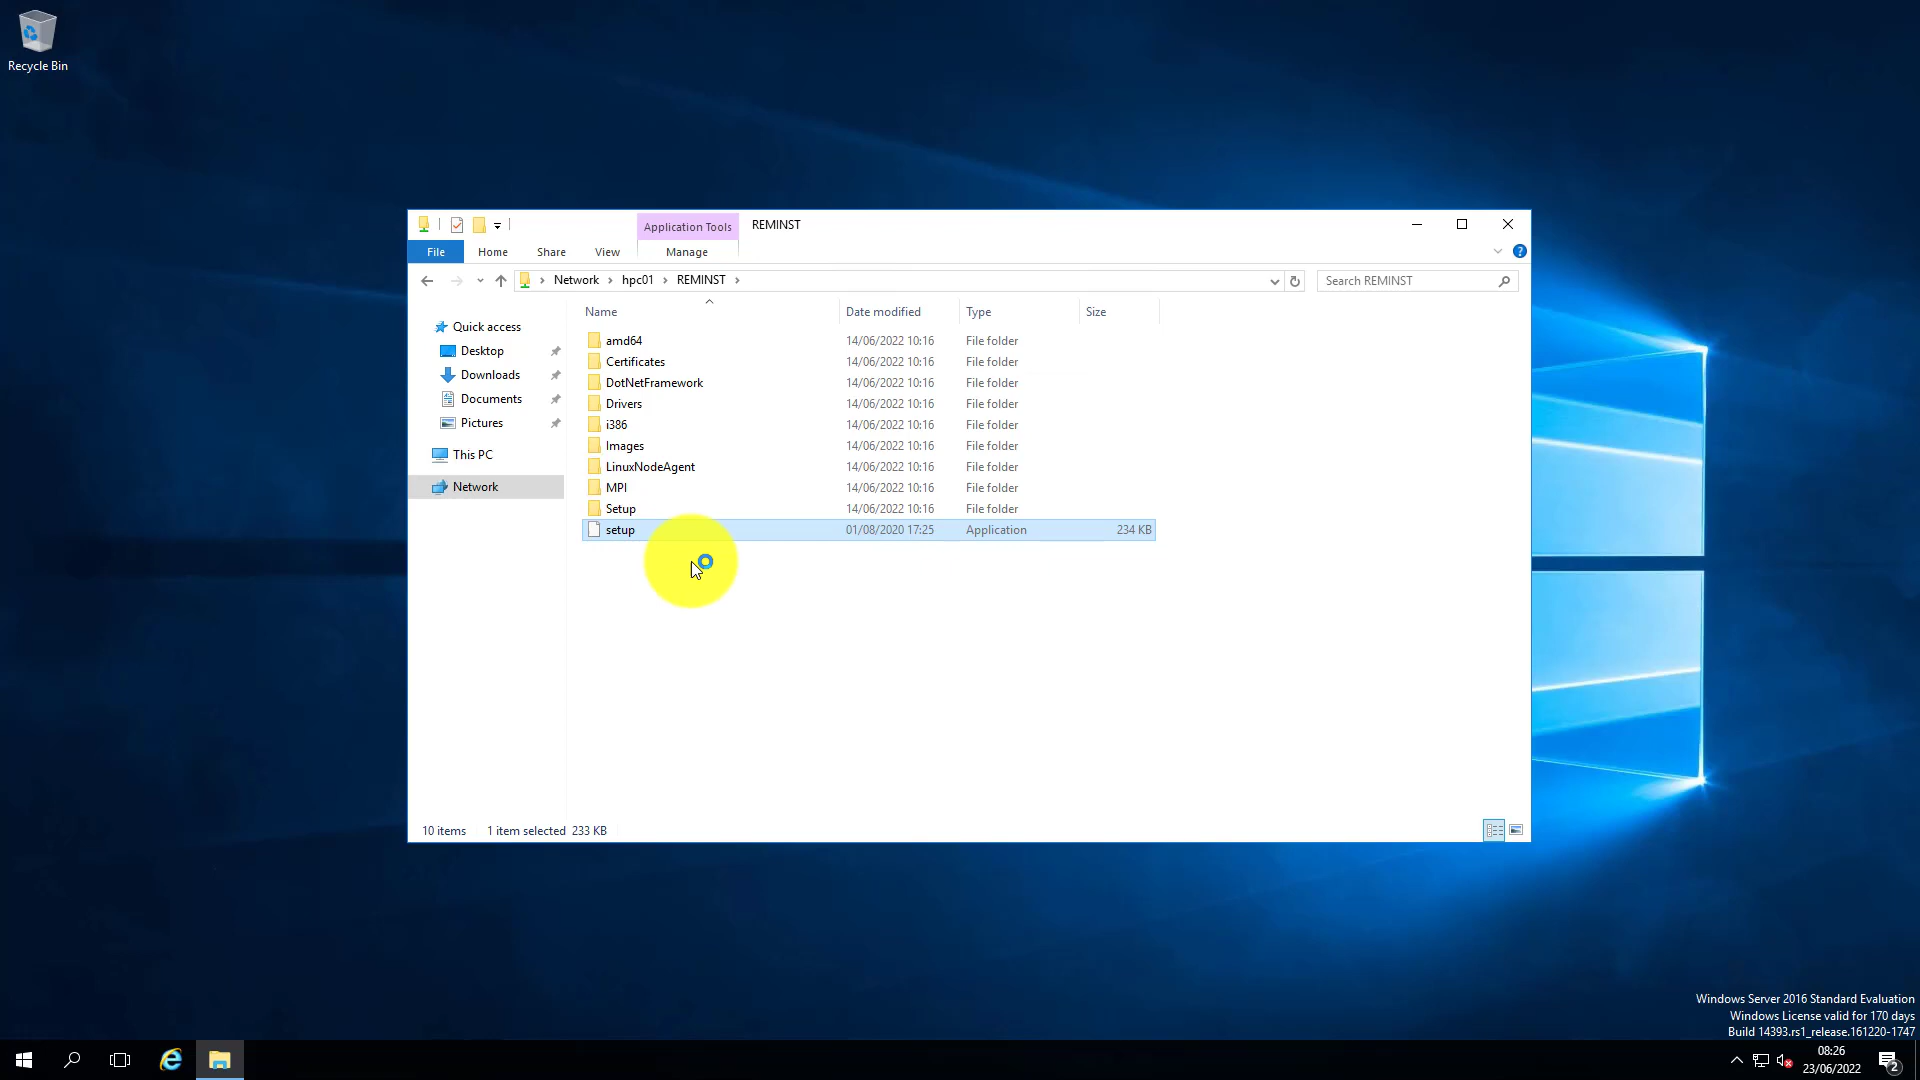 Recycle Bin
Application Tools
REMINST
File
Home
Share
View
Manage
?
Network
hpc01
REMINST
Search REMINST
Name
Date modified
Type
Size
Quick access
Desktop
Downloads
Documents
Pictures
This PC
Network
amd64 14/06/2022 10:16 File folder
Certificates 14/06/2022 10:16 File folder
DotNetFramework 14/06/2022 10:16 File folder
Drivers 14/06/2022 10:16 File folder
i386 14/06/2022 10:16 File folder
Images 14/06/2022 10:16 File folder
LinuxNodeAgent 14/06/2022 10:16 File folder
MPI 14/06/2022 10:16 File folder
Setup 14/06/2022 10:16 File folder
setup 01/08/2020 17:25 Application 234 KB
10 items 1 item selected 233 KB
Windows Server 2016 Standard Evaluation
Windows License valid for 170 days
Build 14393.rs1_release.161220-1747
08:26
23/06/2022
2